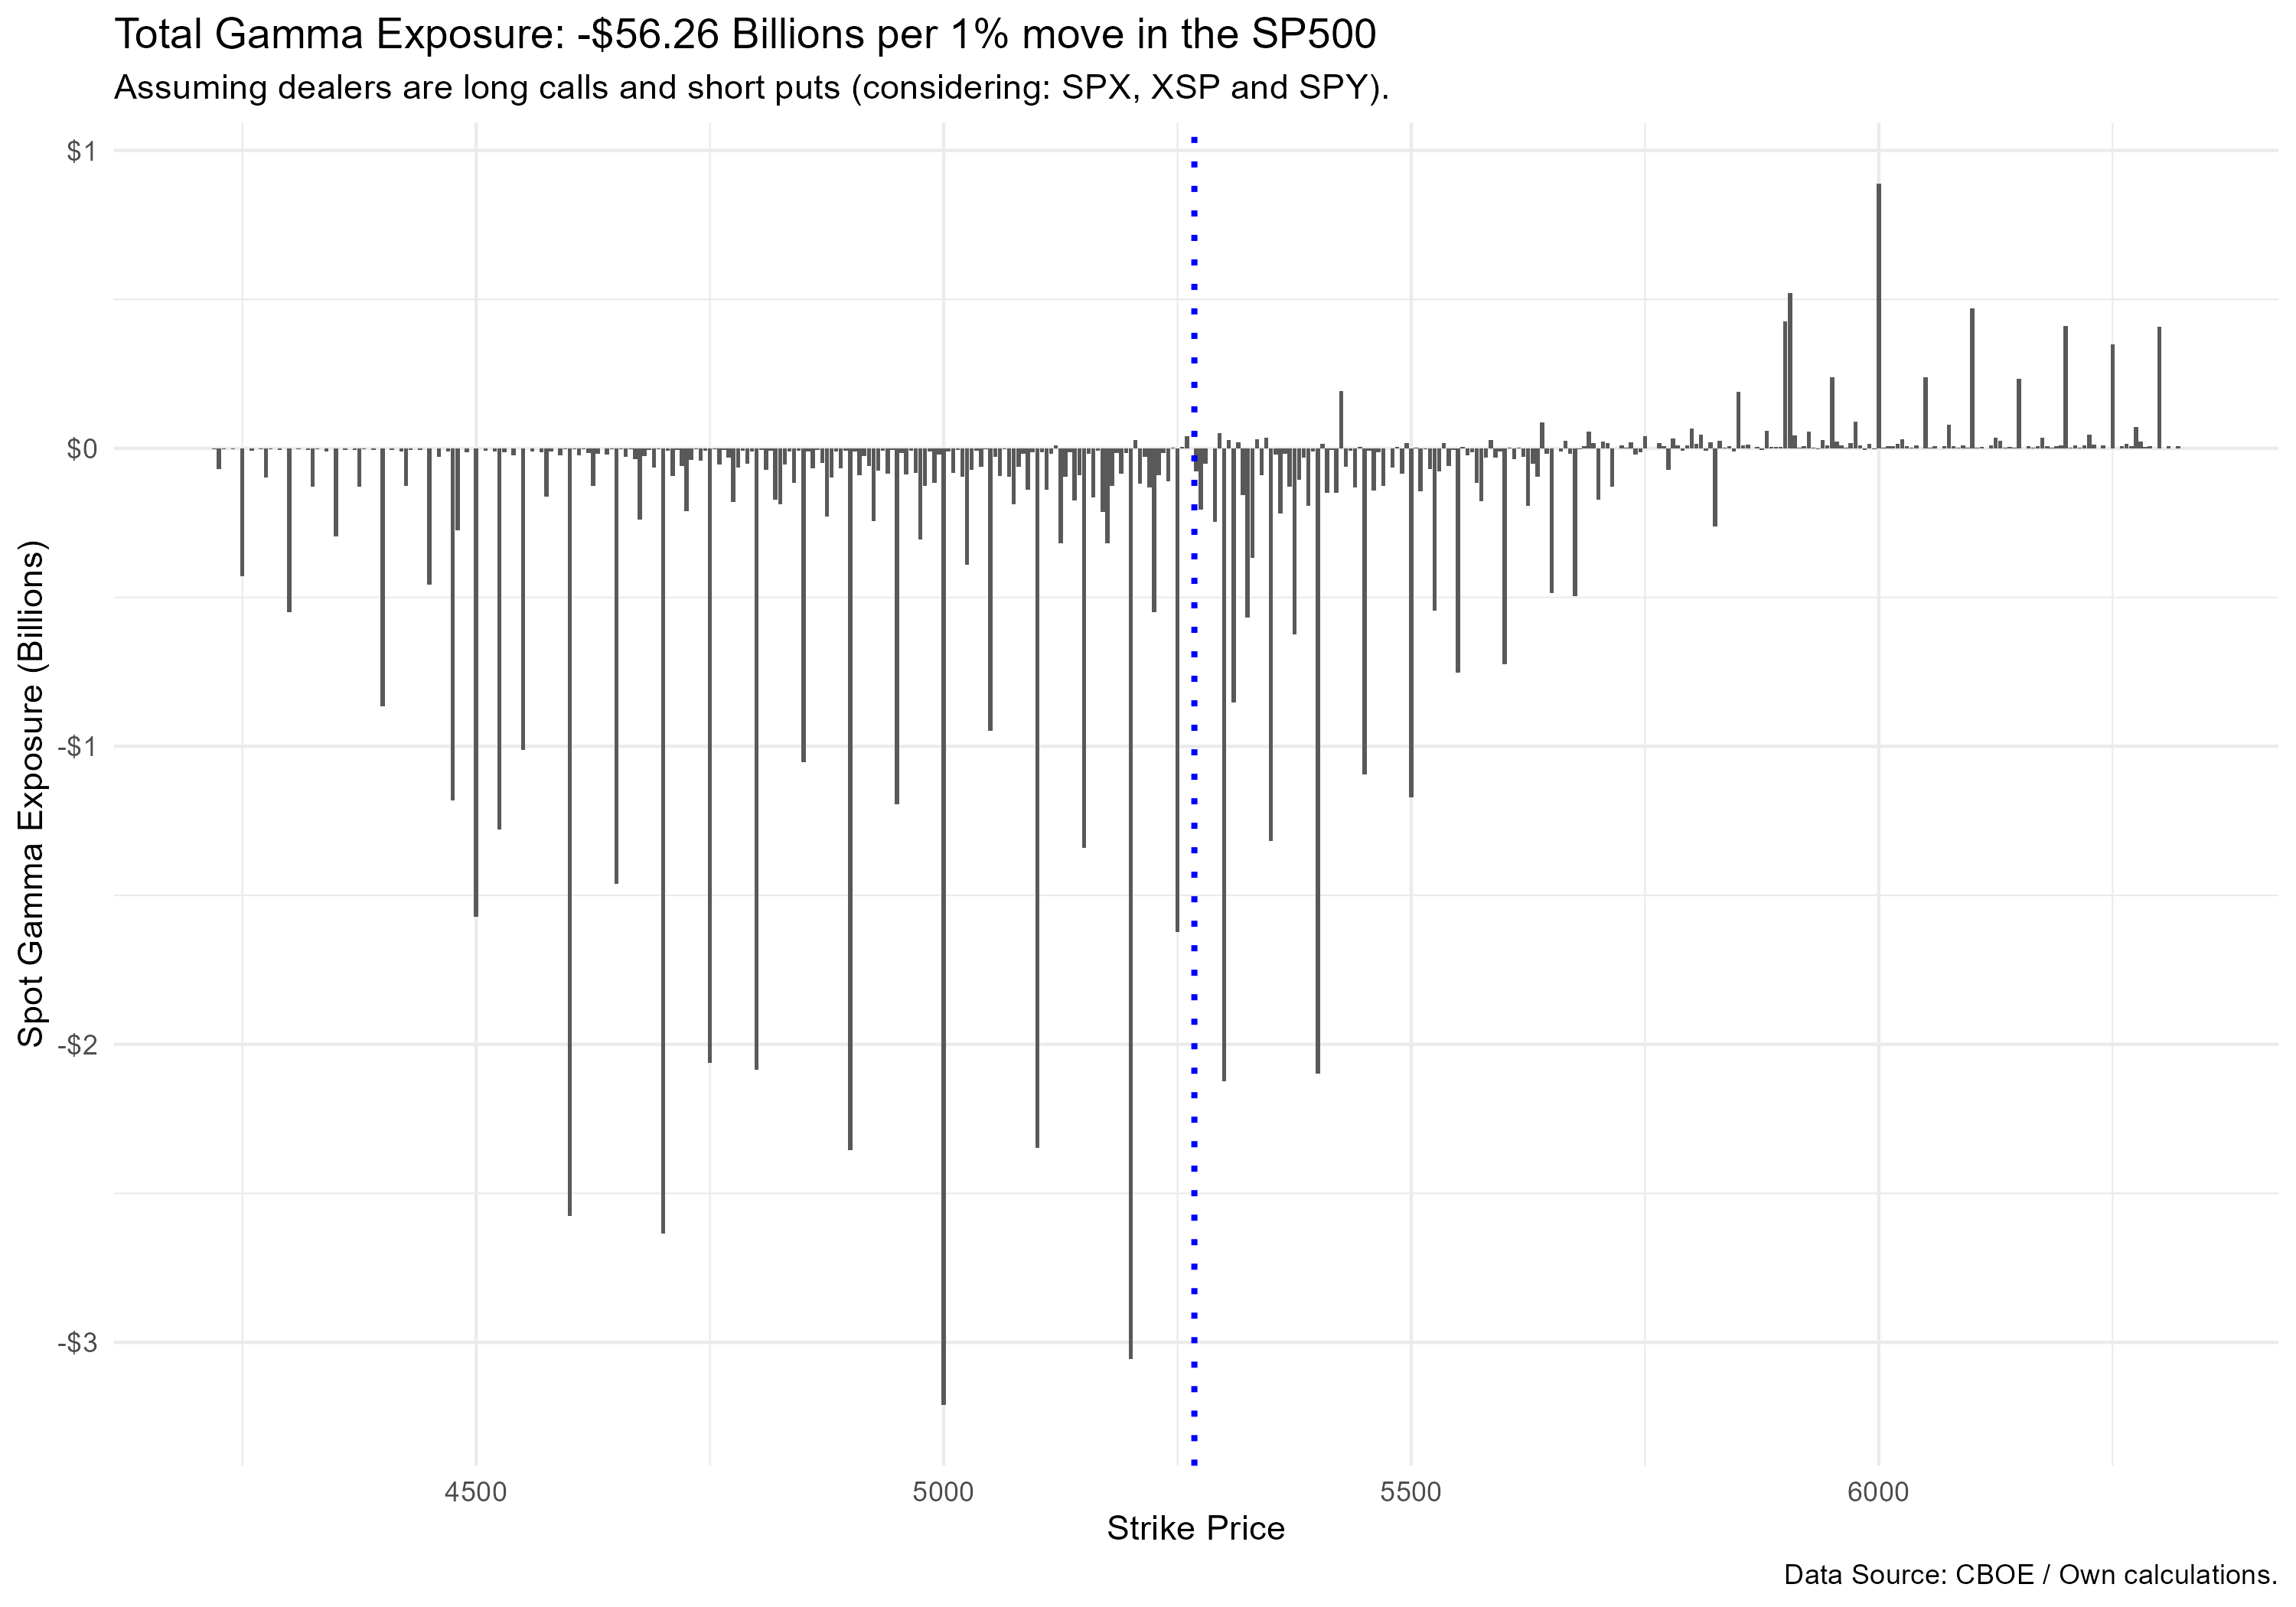 Total Gamma Exposure: -$56.26 Billions per 1% move in the SP500
Assuming dealers are long calls and short puts (considering: SPX, XSP and SPY).
Spot Gamma Exposure (Billions)
$1
$0
-$1
-$2
-$3
4500
5000
5500
6000
Strike Price
Data Source: CBOE / Own calculations.